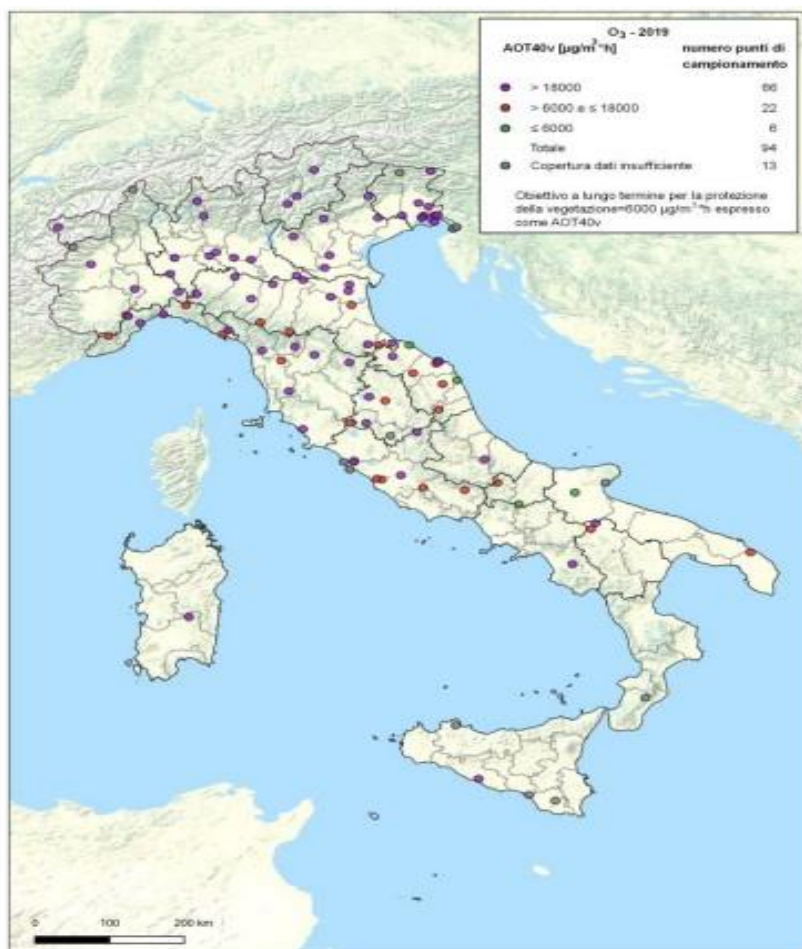 O3 - 2019
AOT40v [µg/m3*h] numero punti di
campionamento
> 18000 66
> 6000 e ≤ 18000 22
≤ 6000 6
Totale 94
Copertura dati insufficiente 13
Obiettivo a lungo termine per la protezione
della vegetazione=6000 µg/m3*h espresso
come AOT40v
0 100 200 km